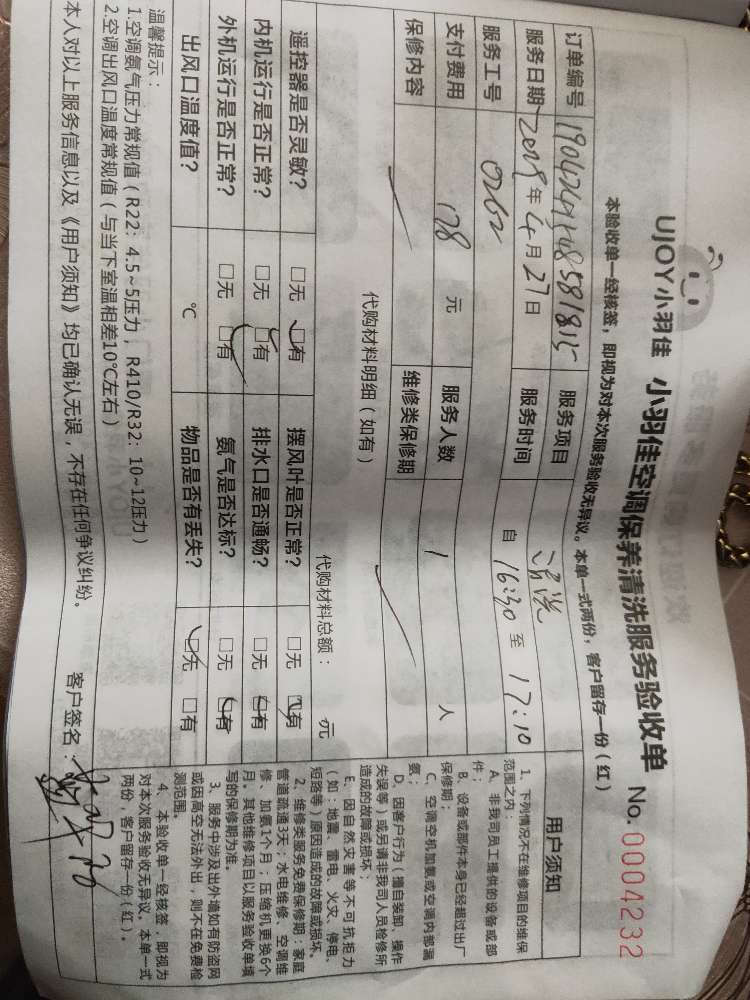 UJOY小羽佳 小羽佳空调保养清洗服务验收单 No. 0004232
本验收单一经核签，即视为对本次服务验收无异议。本单一式两份，客户留存一份（红）
订单编号 服务项目 清洗
服务日期 2019年4月27日 服务时间 自 16:30 至 17:10
服务工号 0262
支付费用 128 元 服务人数 1 人
保修内容 维修类保修期
代购材料明细（如有）
代购材料总额： 元
遥控器是否灵敏？ □无 □有 摆风叶是否正常？ □无 □有
内机运行是否正常？ □无 □有 排水口是否通畅？ □无 □有
外机运行是否正常？ □无 □有 氨气是否达标？ □无 □有
出风口温度值？ ℃ 物品是否有丢失？ □无 □有
温馨提示：
1.空调氨气压力常规值（R22：4.5~5压力，R410/R32：10~12压力）
2.空调出风口温度常规值（与当下室温相差10℃左右）
本人对以上服务信息以及《用户须知》均已确认无误，不存在任何争议纠纷。 客户签名：
用户须知
1、下列情况不在维修项目的维保
范围之内：
A、非我司员工提供的设备或部
件；
B、设备或部件本身已经超过出厂
保修期；
C、空调空机加氨或空调内部漏
氨；
D、因客户行为（擅自装卸、操作
失误等）或另请非我司人员检修所
造成的故障或损坏；
E、因自然灾害等不可抗拒力
（如：地震、雷电、火灾、停电、
短路等）原因造成的故障或损坏。
2、维修类服务免费保修期：家庭
管道疏通3天；水电维修、空调维
修、加氨1个月；压缩机更换6个
月。其他维修项目以服务验收单填
写的保修期为准。
3、服务中涉及出外墙如有防盗网
或因高空无法外出，则不在免费检
测范围。
4、本验收单一经核签，即视为
对本次服务验收无异议，本单一式
两份，客户留存一份（红）。